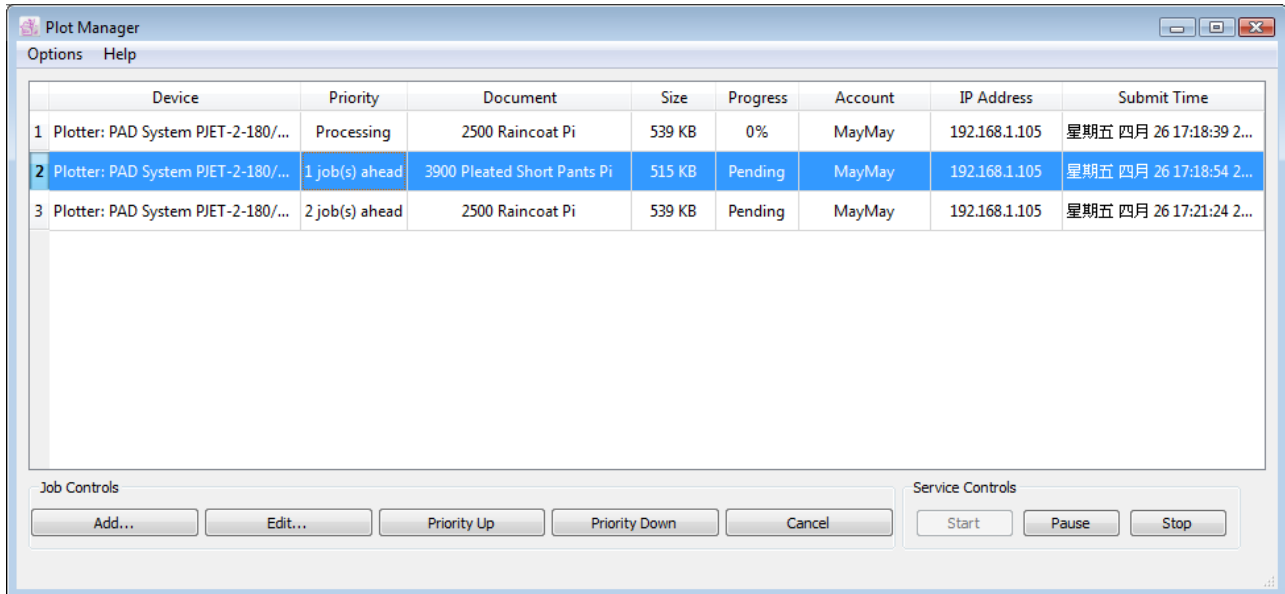 Plot Manager
Options Help
Device Priority Document Size Progress Account IP Address Submit Time
1 Plotter: PAD System PJET-2-180/... Processing 2500 Raincoat Pi 539 KB 0% MayMay 192.168.1.105 星期五 四月 26 17:18:39 2...
2 Plotter: PAD System PJET-2-180/... 1 job(s) ahead 3900 Pleated Short Pants Pi 515 KB Pending MayMay 192.168.1.105 星期五 四月 26 17:18:54 2...
3 Plotter: PAD System PJET-2-180/... 2 job(s) ahead 2500 Raincoat Pi 539 KB Pending MayMay 192.168.1.105 星期五 四月 26 17:21:24 2...
Job Controls Service Controls
Add... Edit... Priority Up Priority Down Cancel Start Pause Stop